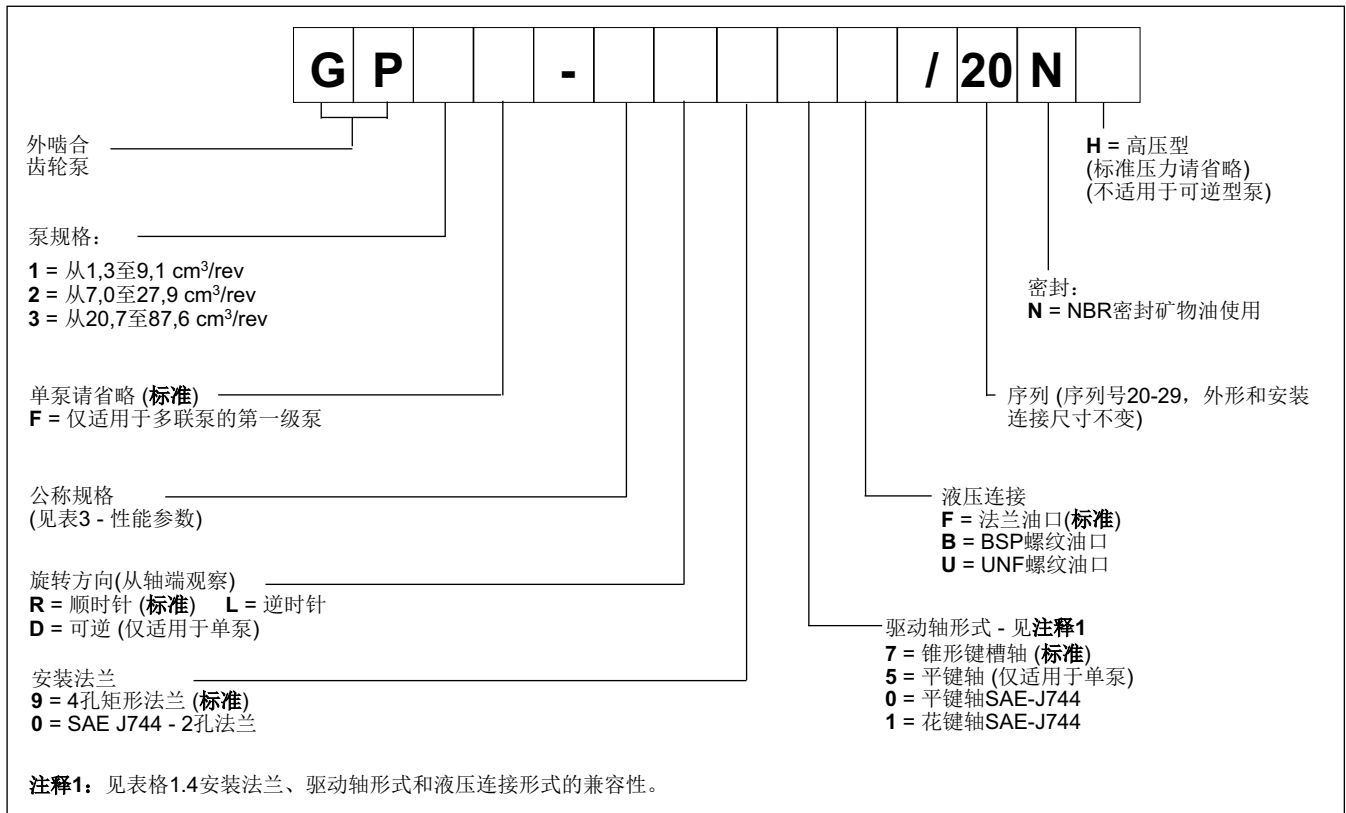 G P - / 20 N
外啮合
齿轮泵
H = 高压型
(标准压力请省略)
(不适用于可逆型泵)
泵规格：
1 = 从1,3至9,1 cm³/rev
2 = 从7,0至27,9 cm³/rev
3 = 从20,7至87,6 cm³/rev
密封：
N = NBR密封矿物油使用
单泵请省略 (标准)
F = 仅适用于多联泵的第一级泵
序列 (序列号20-29，外形和安装
连接尺寸不变)
公称规格
(见表3 - 性能参数)
液压连接
F = 法兰油口(标准)
B = BSP螺纹油口
U = UNF螺纹油口
旋转方向(从轴端观察)
R = 顺时针 (标准) L = 逆时针
D = 可逆 (仅适用于单泵)
驱动轴形式 - 见注释1
7 = 锥形键槽轴 (标准)
5 = 平键轴 (仅适用于单泵)
0 = 平键轴SAE-J744
1 = 花键轴SAE-J744
安装法兰
9 = 4孔矩形法兰 (标准)
0 = SAE J744 - 2孔法兰
注释1：见表格1.4安装法兰、驱动轴形式和液压连接形式的兼容性。